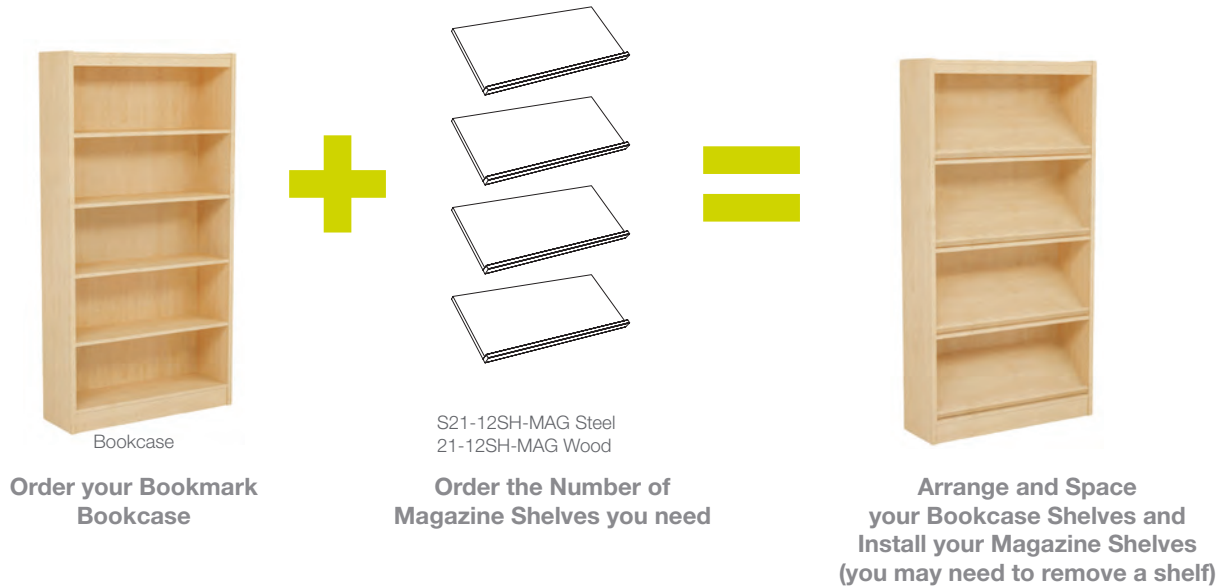 Bookcase
Order your Bookmark
Bookcase
S21-12SH-MAG Steel
21-12SH-MAG Wood
Order the Number of
Magazine Shelves you need
Arrange and Space
your Bookcase Shelves and
Install your Magazine Shelves
(you may need to remove a shelf)